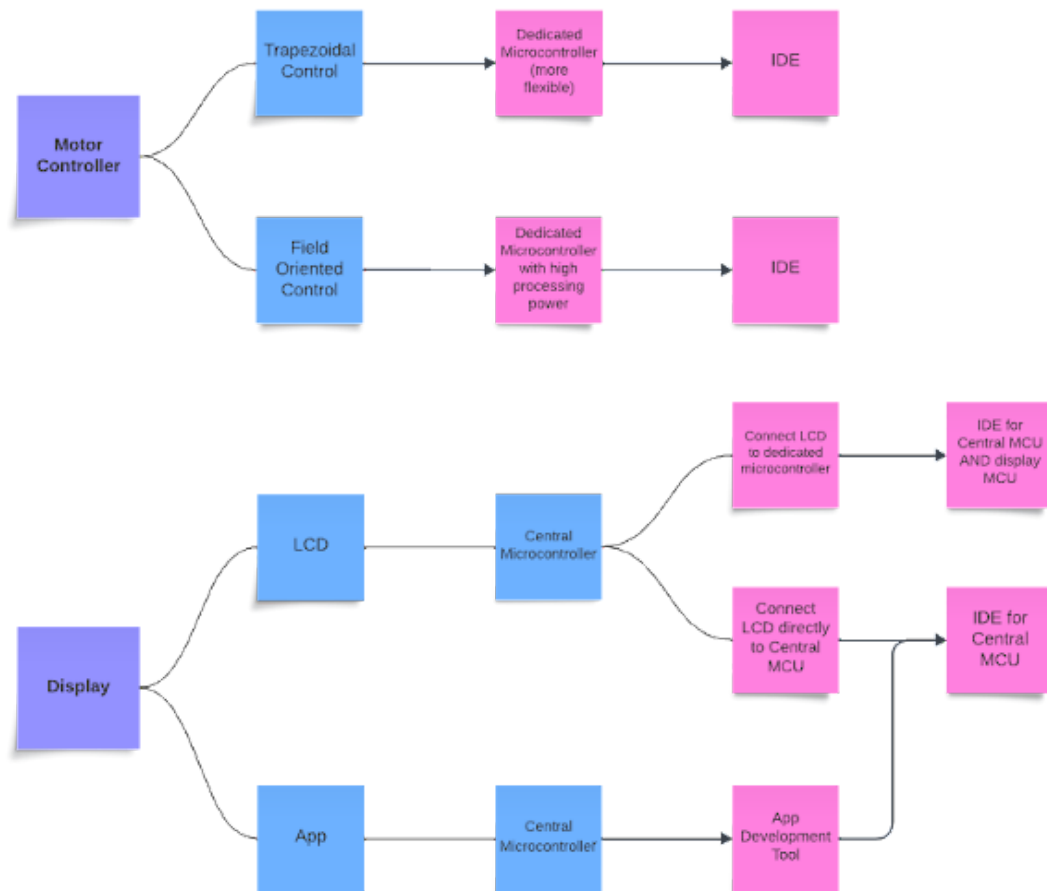 Motor
Controller
Trapezoidal
Control
Dedicated
Microcontroller
(more
flexible)
IDE
Field
Oriented
Control
Dedicated
Microcontroller
with high
processing
power
IDE
Display
LCD
Central
Microcontroller
Connect LCD
to dedicated
microcontroller
IDE for
Central MCU
AND display
MCU
Connect
LCD directly
to Central
MCU
IDE for
Central
MCU
App
Central
Microcontroller
App
Development
Tool